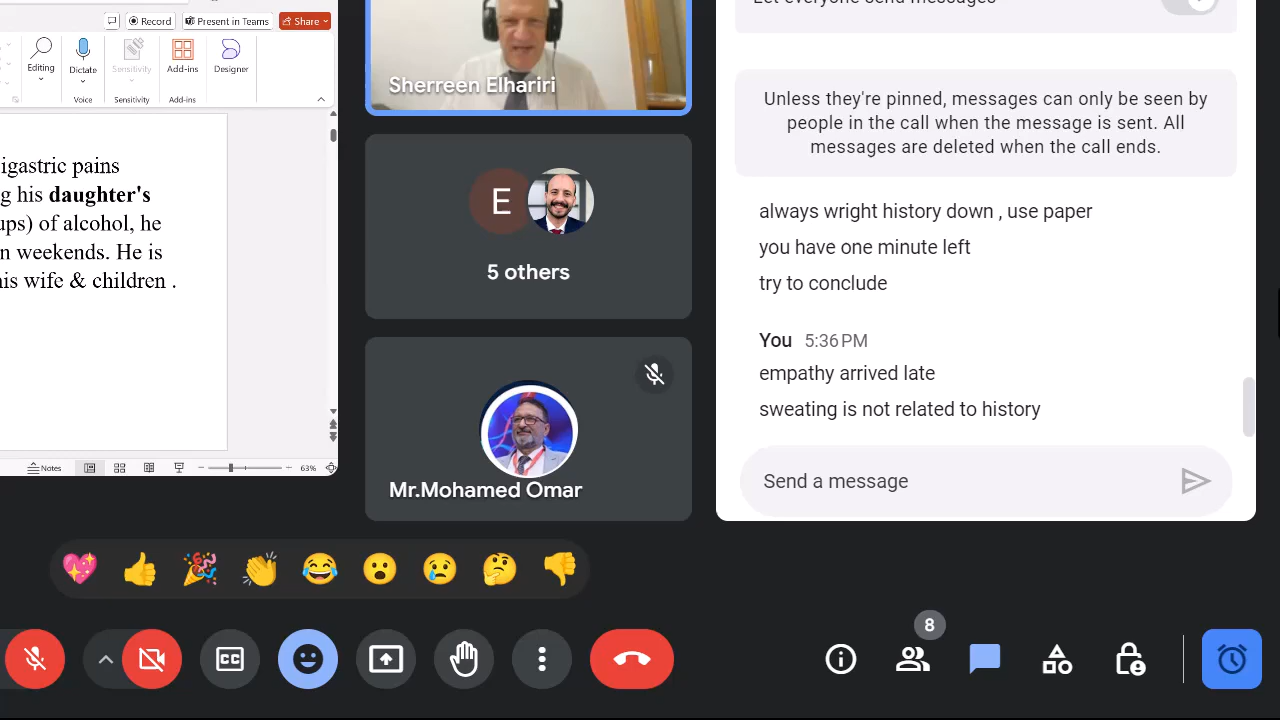 Record
Present in Teams
Share
Editing
Dictate
Sensitivity
Add-ins
Designer
Voice
Sensitivity
Add-ins
igastric pains
g his daughter's
ups) of alcohol, he
n weekends. He is
his wife & children .
Notes
63%
Sherreen Elhariri
E
5 others
Mr.Mohamed Omar
Let everyone send messages
Unless they're pinned, messages can only be seen by
people in the call when the message is sent. All
messages are deleted when the call ends.
always wright history down , use paper
you have one minute left
try to conclude
You 5:36 PM
empathy arrived late
sweating is not related to history
Send a message
CC
8